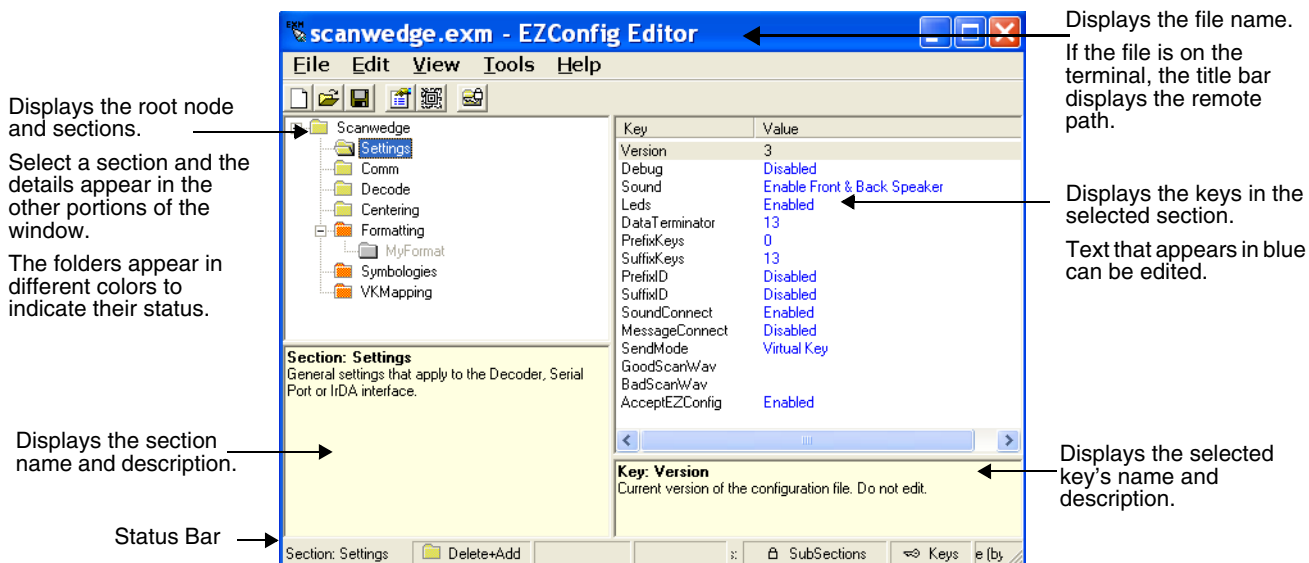 Displays the root node
and sections.
Select a section and the
details appear in the
other portions of the
window.
The folders appear in
different colors to
indicate their status.
Displays the section
name and description.
Status Bar
EXM
scanwedge.exm - EZConfig Editor
File Edit View Tools Help
Scanwedge
Settings
Comm
Decode
Centering
Formatting
MyFormat
Symbologies
VKMapping
Key Value
Version 3
Debug Disabled
Sound Enable Front & Back Speaker
Leds Enabled
DataTerminator 13
PrefixKeys 0
SuffixKeys 13
PrefixID Disabled
SuffixID Disabled
SoundConnect Enabled
MessageConnect Disabled
SendMode Virtual Key
GoodScanWav
BadScanWav
AcceptEZConfig Enabled
Section: Settings
General settings that apply to the Decoder, Serial
Port or IrDA interface.
Key: Version
Current version of the configuration file. Do not edit.
Section: Settings Delete+Add s: SubSections Keys e (by
Displays the file name.
If the file is on the
terminal, the title bar
displays the remote
path.
Displays the keys in the
selected section.
Text that appears in blue
can be edited.
Displays the selected
key's name and
description.